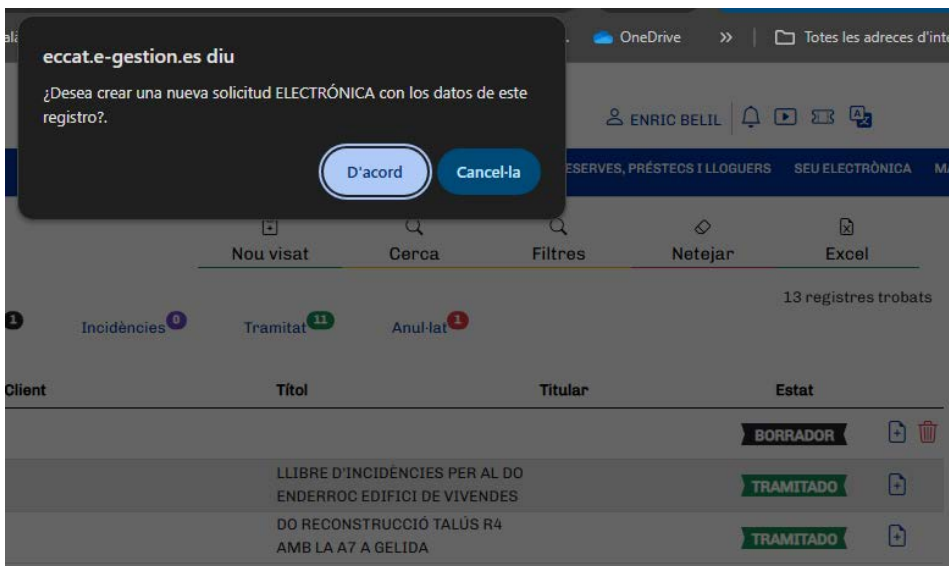 OneDrive
Totes les adreces d'inte
eccat.e-gestion.es diu
¿Desea crear una nueva solicitud ELECTRÓNICA con los datos de este
registro?.
D'acord
Cancel·la
ENRIC BELIL
ESERVES, PRÉSTECS I LLOGUERS
SEU ELECTRÒNICA
MA
Nou visat
Cerca
Filtres
Netejar
Excel
13 registres trobats
1
Incidències 0
Tramitat 11
Anul·lat 1
Client
Títol
Titular
Estat
BORRADOR
LLIBRE D'INCIDÈNCIES PER AL DO
ENDERROC EDIFICI DE VIVENDES
TRAMITADO
DO RECONSTRUCCIÓ TALÚS R4
AMB LA A7 A GELIDA
TRAMITADO